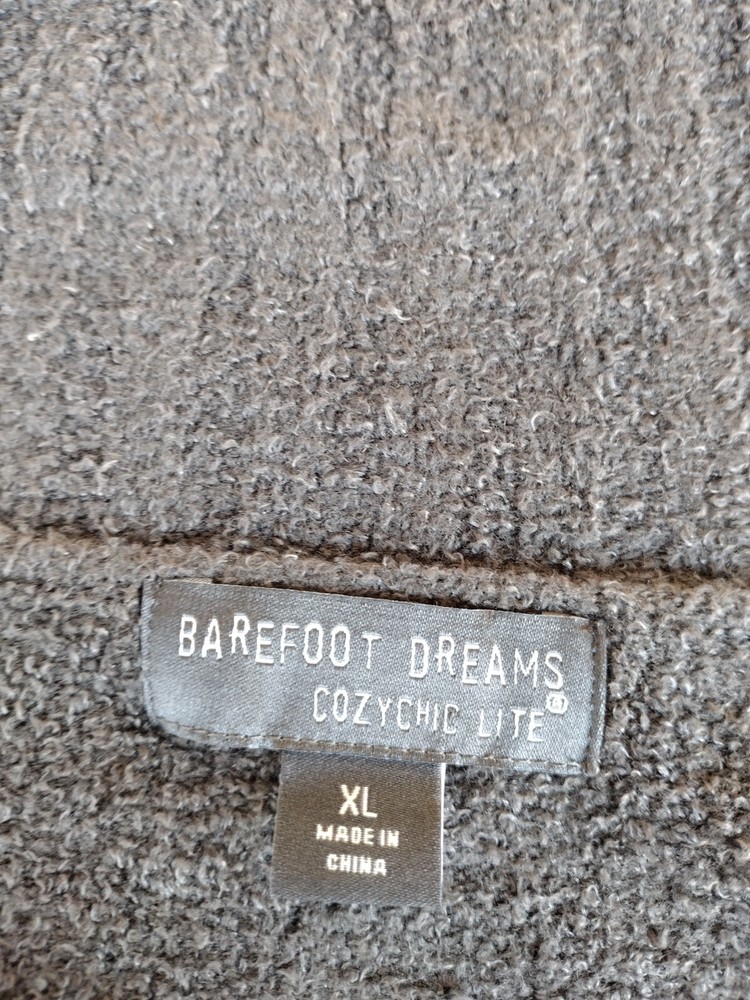 BAREFOOT DREAMS
COZYCHIC LITE®
XL
MADE IN
CHINA